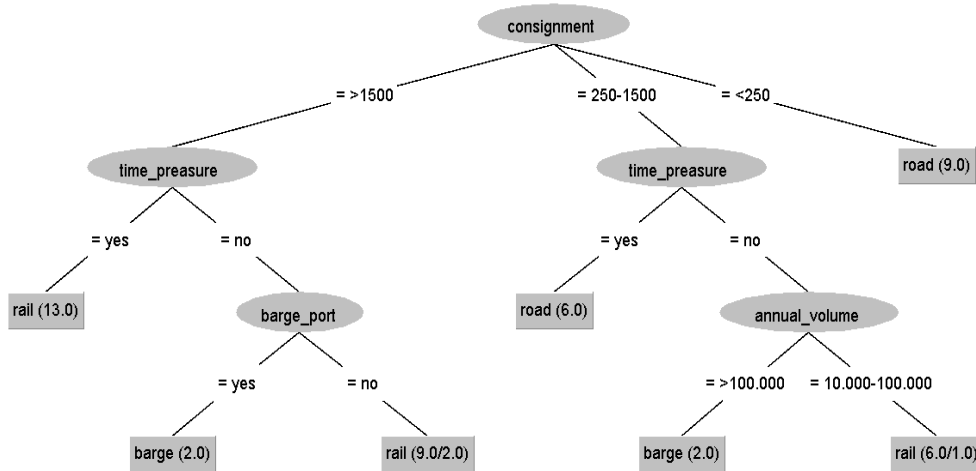 consignment
= >1500
= 250-1500
= <250
time_preasure
time_preasure
road (9.0)
= yes
= no
= yes
= no
rail (13.0)
barge_port
road (6.0)
annual_volume
= yes
= no
= >100.000
= 10.000-100.000
barge (2.0)
rail (9.0/2.0)
barge (2.0)
rail (6.0/1.0)